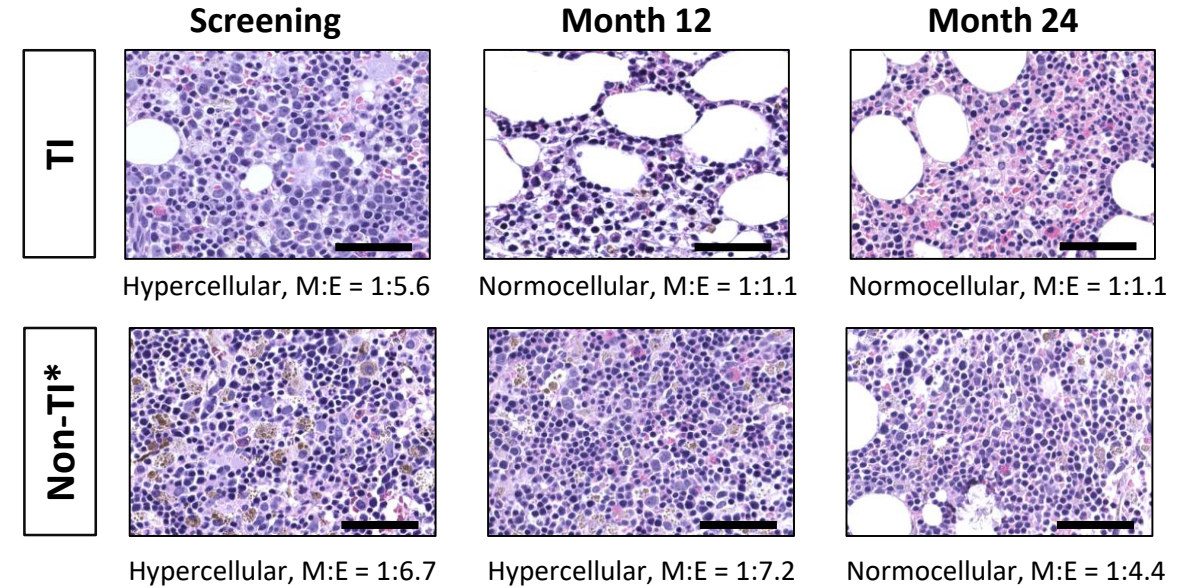 Screening Month 12 Month 24
TI
Hypercellular, M:E = 1:5.6 Normocellular, M:E = 1:1.1 Normocellular, M:E = 1:1.1
Non-TI*
Hypercellular, M:E = 1:6.7 Hypercellular, M:E = 1:7.2 Normocellular, M:E = 1:4.4